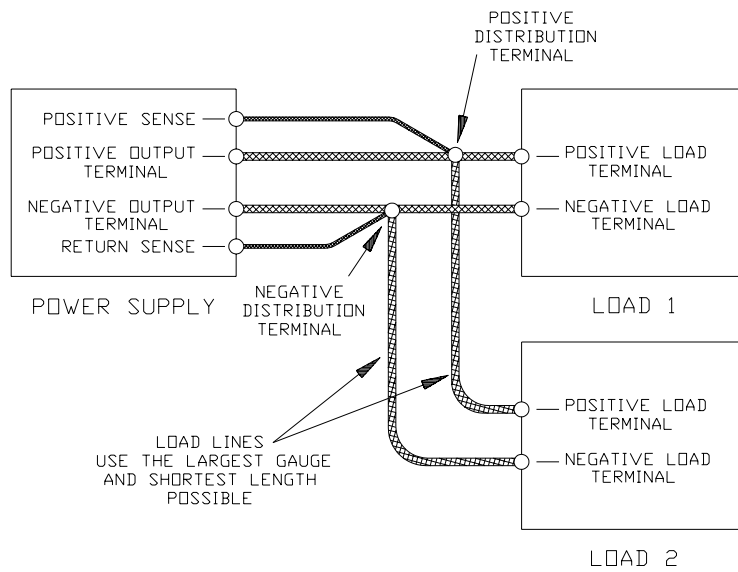 POSITIVE
DISTRIBUTION
TERMINAL
POSITIVE SENSE
POSITIVE OUTPUT
TERMINAL
NEGATIVE OUTPUT
TERMINAL
RETURN SENSE
POWER SUPPLY
POSITIVE LOAD
TERMINAL
NEGATIVE LOAD
TERMINAL
LOAD 1
NEGATIVE
DISTRIBUTION
TERMINAL
LOAD LINES
USE THE LARGEST GAUGE
AND SHORTEST LENGTH
POSSIBLE
POSITIVE LOAD
TERMINAL
NEGATIVE LOAD
TERMINAL
LOAD 2